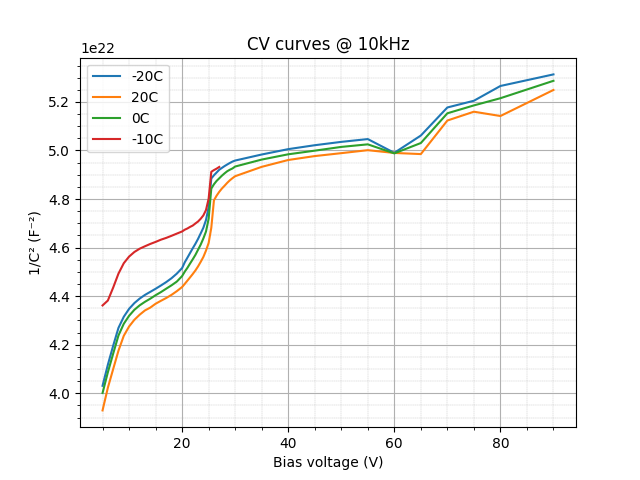 CV curves @ 10kHz
1e22
-20C
20C
0C
-10C
5.2
5.0
4.8
4.6
4.4
4.2
4.0
1/C² (F⁻²)
20
40
60
80
Bias voltage (V)